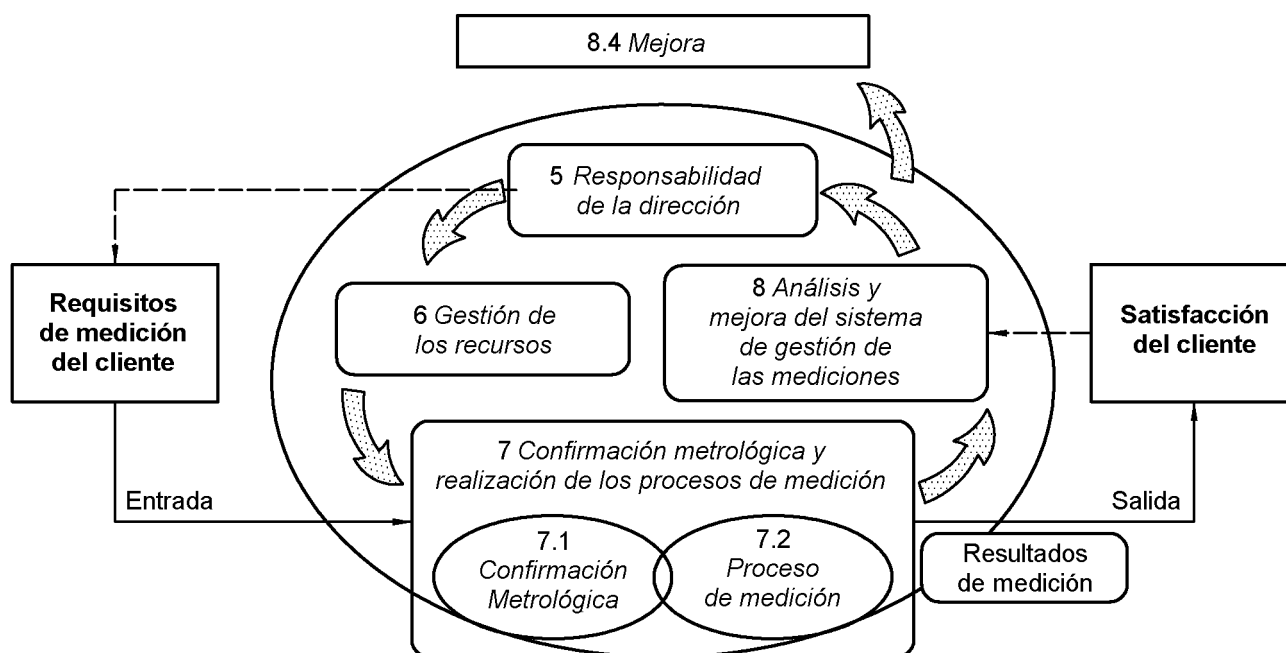 8.4 Mejora
5 Responsabilidad
de la dirección
Requisitos
de medición
del cliente
6 Gestión de
los recursos
8 Análisis y
mejora del sistema
de gestión de
las mediciones
Satisfacción
del cliente
7 Confirmación metrológica y
realización de los procesos de medición
Entrada
Salida
7.1
Confirmación
Metrológica
7.2
Proceso
de medición
Resultados
de medición